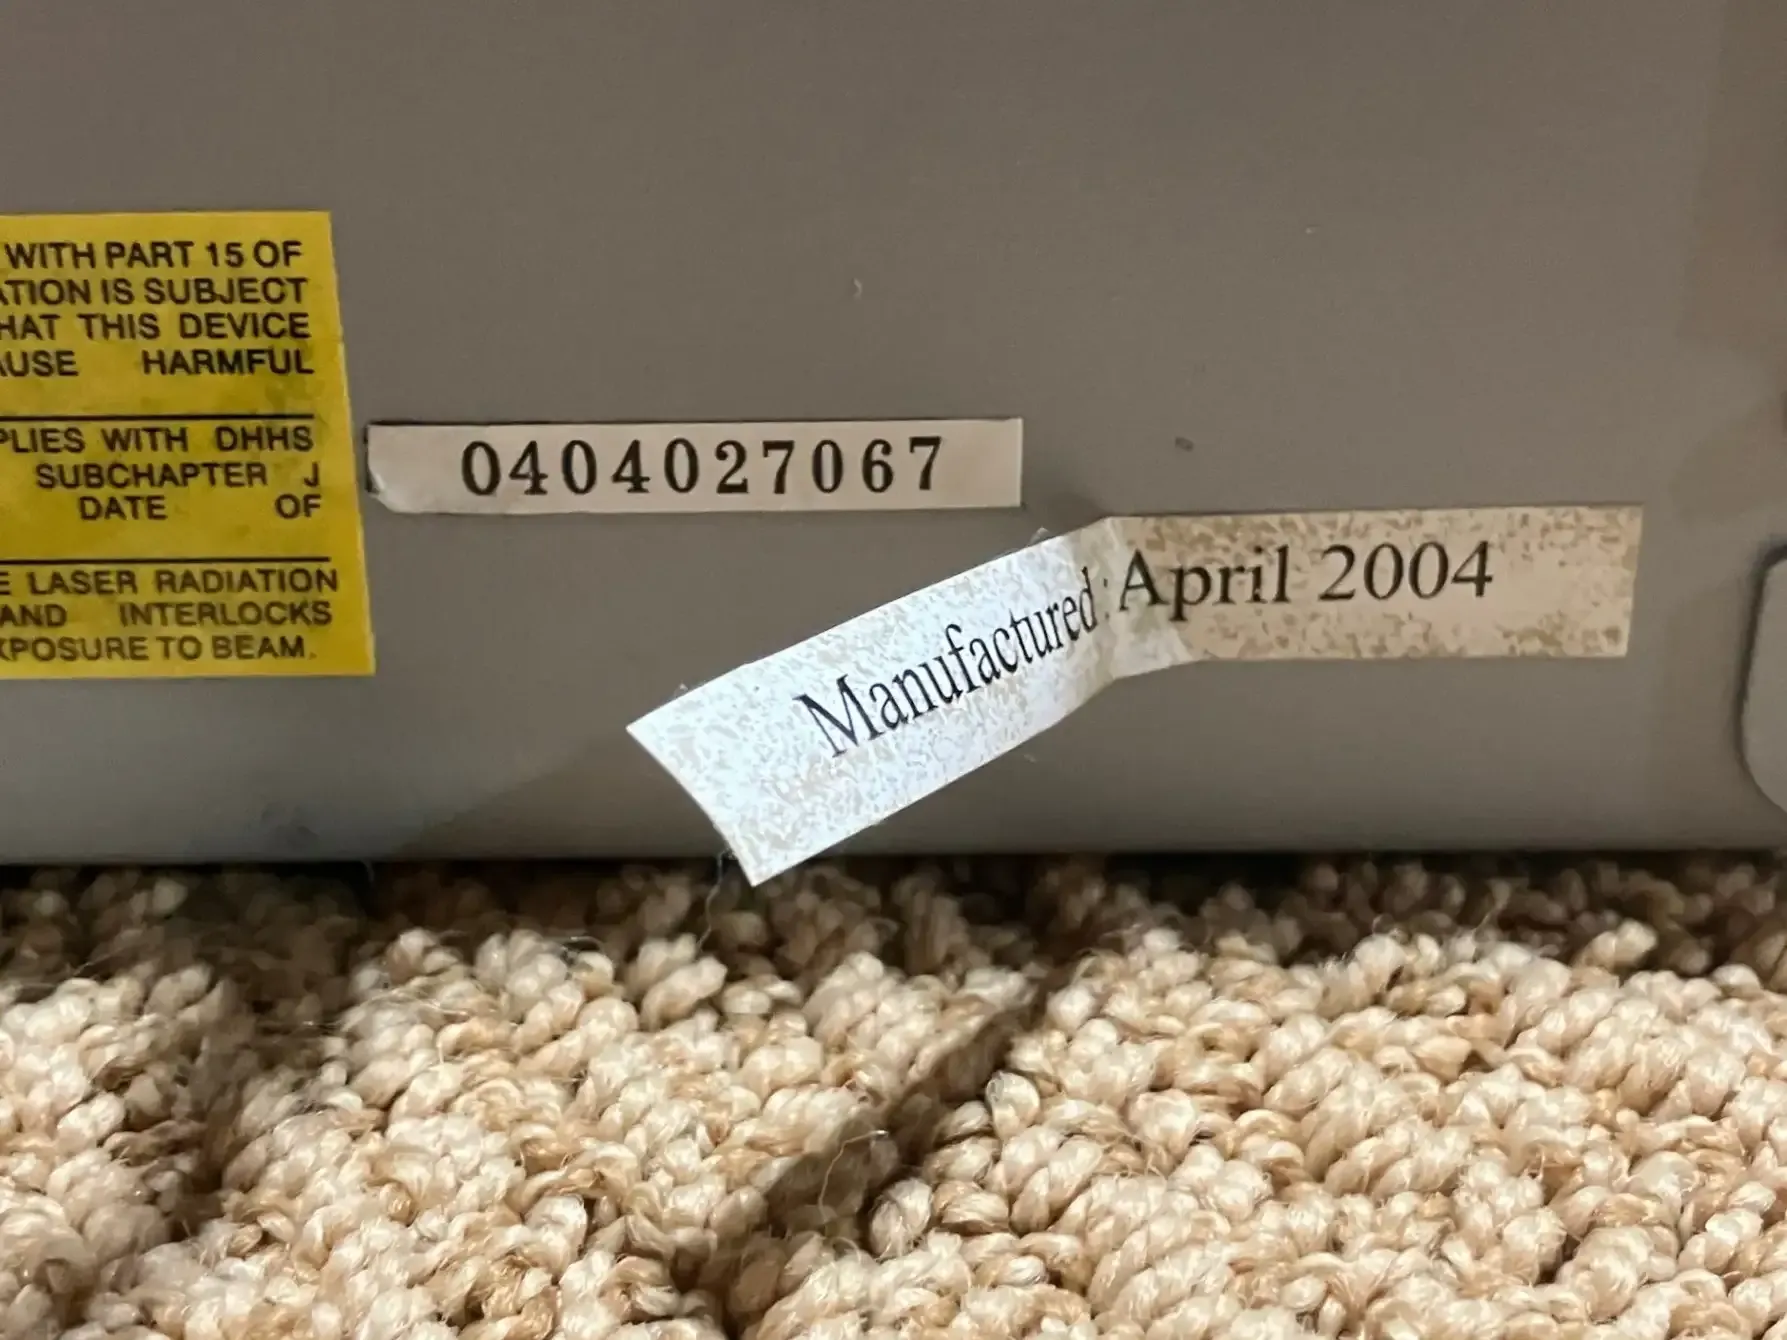 WITH PART 15 OF
ATION IS SUBJECT
HAT THIS DEVICE
AUSE HARMFUL
PLIES WITH DHHS
SUBCHAPTER J
DATE OF
E LASER RADIATION
AND INTERLOCKS
XPOSURE TO BEAM.
0404027067
Manufactured: April 2004